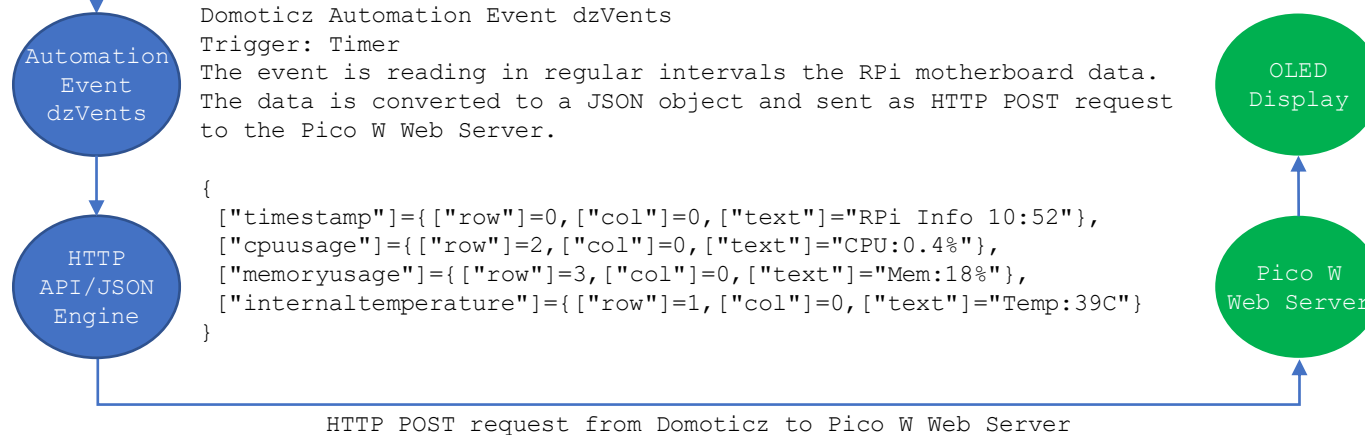 Domoticz Automation Event dzVents
Trigger: Timer
The event is reading in regular intervals the RPi motherboard data.
The data is converted to a JSON object and sent as HTTP POST request
to the Pico W Web Server.
Automation
Event
dzVents
{
["timestamp"]={["row"]=0,["col"]=0,["text"]="RPi Info 10:52"},
["cpuusage"]={["row"]=2,["col"]=0,["text"]="CPU:0.4%"},
["memoryusage"]={["row"]=3,["col"]=0,["text"]="Mem:18%"},
["internaltemperature"]={["row"]=1,["col"]=0,["text"]="Temp:39C"}
}
HTTP
API/JSON
Engine
OLED
Display
Pico W
Web Server
HTTP POST request from Domoticz to Pico W Web Server